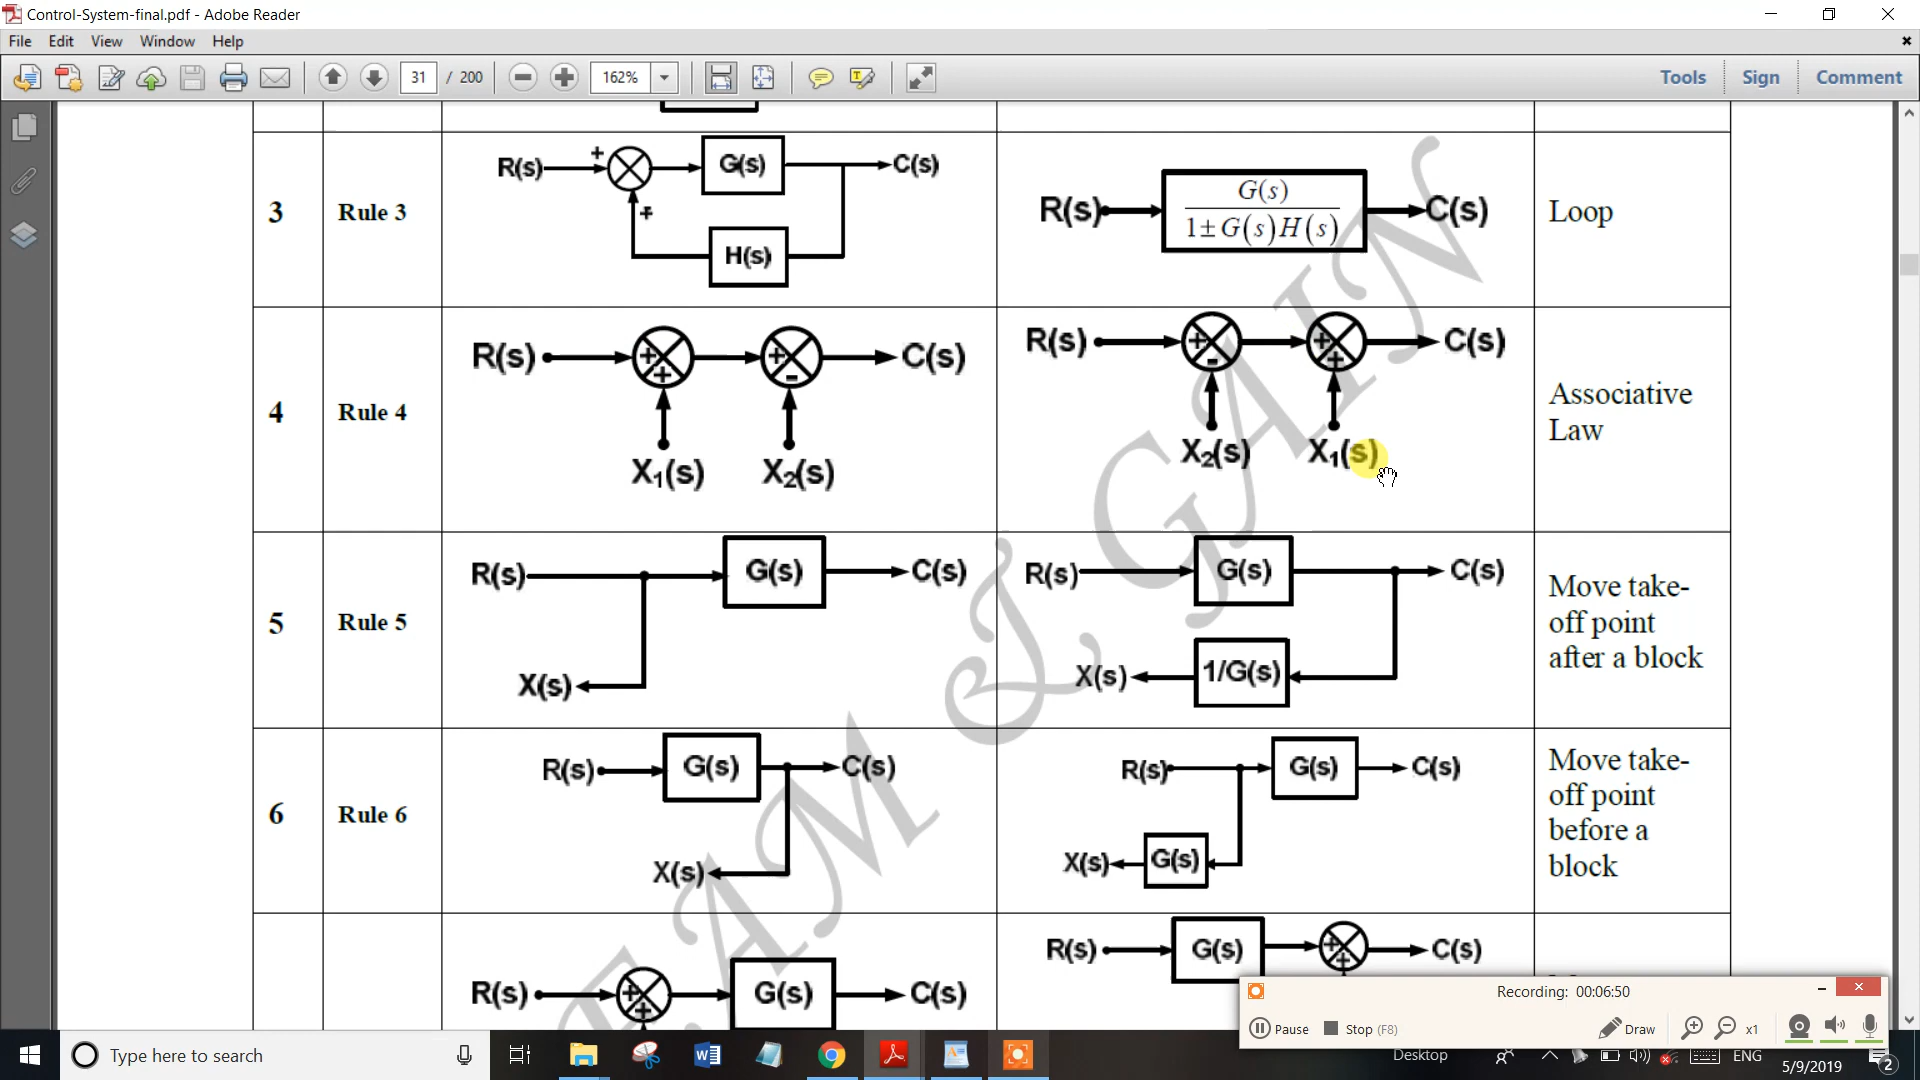 Control-System-final.pdf - Adobe Reader
File Edit View Window Help
31 / 200 162% Tools Sign Comment
3 Rule 3 R(s) + G(s) C(s) ∓ H(s) R(s) G(s) / 1 ± G(s)H(s) C(s) Loop
4 Rule 4 R(s) + + + - C(s) X₁(s) X₂(s) R(s) + - + + C(s) X₂(s) X₁(s) Associative
Law
5 Rule 5 R(s) G(s) C(s) X(s) R(s) G(s) C(s) X(s) 1/G(s) Move take-
off point
after a block
6 Rule 6 R(s) G(s) C(s) X(s) R(s) G(s) C(s) X(s) G(s) Move take-
off point
before a
block
R(s) + + G(s) C(s) R(s) G(s) + + C(s)
EAM I GAIN
Recording: 00:06:50
Pause Stop (F8) Draw x1
Type here to search
Desktop ENG
5/9/2019 2